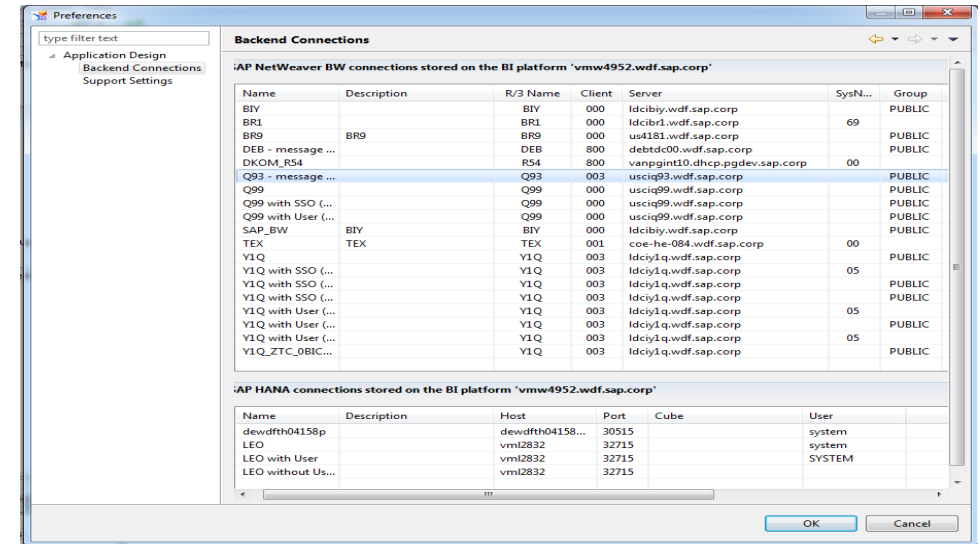 Preferences
type filter text
Application Design
Backend Connections
Support Settings
Backend Connections
SAP NetWeaver BW connections stored on the BI platform 'vmw4952.wdf.sap.corp'
Name Description R/3 Name Client Server SysN... Group
BIY BIY 000 ldcibiy.wdf.sap.corp PUBLIC
BR1 BR1 000 ldcibr1.wdf.sap.corp 69
BR9 BR9 BR9 000 us4181.wdf.sap.corp PUBLIC
DEB - message ... DEB 800 debtdc00.wdf.sap.corp PUBLIC
DKOM_R54 R54 800 vanpgint10.dhcp.pgdev.sap.corp 00
Q93 - message ... Q93 003 usciq93.wdf.sap.corp PUBLIC
Q99 Q99 000 usciq99.wdf.sap.corp PUBLIC
Q99 with SSO (... Q99 000 usciq99.wdf.sap.corp PUBLIC
Q99 with User (... Q99 000 usciq99.wdf.sap.corp PUBLIC
SAP_BW BIY BIY 000 ldcibiy.wdf.sap.corp PUBLIC
TEX TEX TEX 001 coe-he-084.wdf.sap.corp 00
Y1Q Y1Q 003 ldciy1q.wdf.sap.corp PUBLIC
Y1Q with SSO (... Y1Q 003 ldciy1q.wdf.sap.corp 05
Y1Q with SSO (... Y1Q 003 ldciy1q.wdf.sap.corp PUBLIC
Y1Q with SSO (... Y1Q 003 ldciy1q.wdf.sap.corp PUBLIC
Y1Q with User (... Y1Q 003 ldciy1q.wdf.sap.corp 05
Y1Q with User (... Y1Q 003 ldciy1q.wdf.sap.corp PUBLIC
Y1Q with User (... Y1Q 003 ldciy1q.wdf.sap.corp 05
Y1Q_ZTC_0BIC... Y1Q 003 ldciy1q.wdf.sap.corp PUBLIC
SAP HANA connections stored on the BI platform 'vmw4952.wdf.sap.corp'
Name Description Host Port Cube User
dewdfth04158p dewdfth04158... 30515 system
LEO vml2832 32715 system
LEO with User vml2832 32715 SYSTEM
LEO without Us... vml2832 32715
OK Cancel